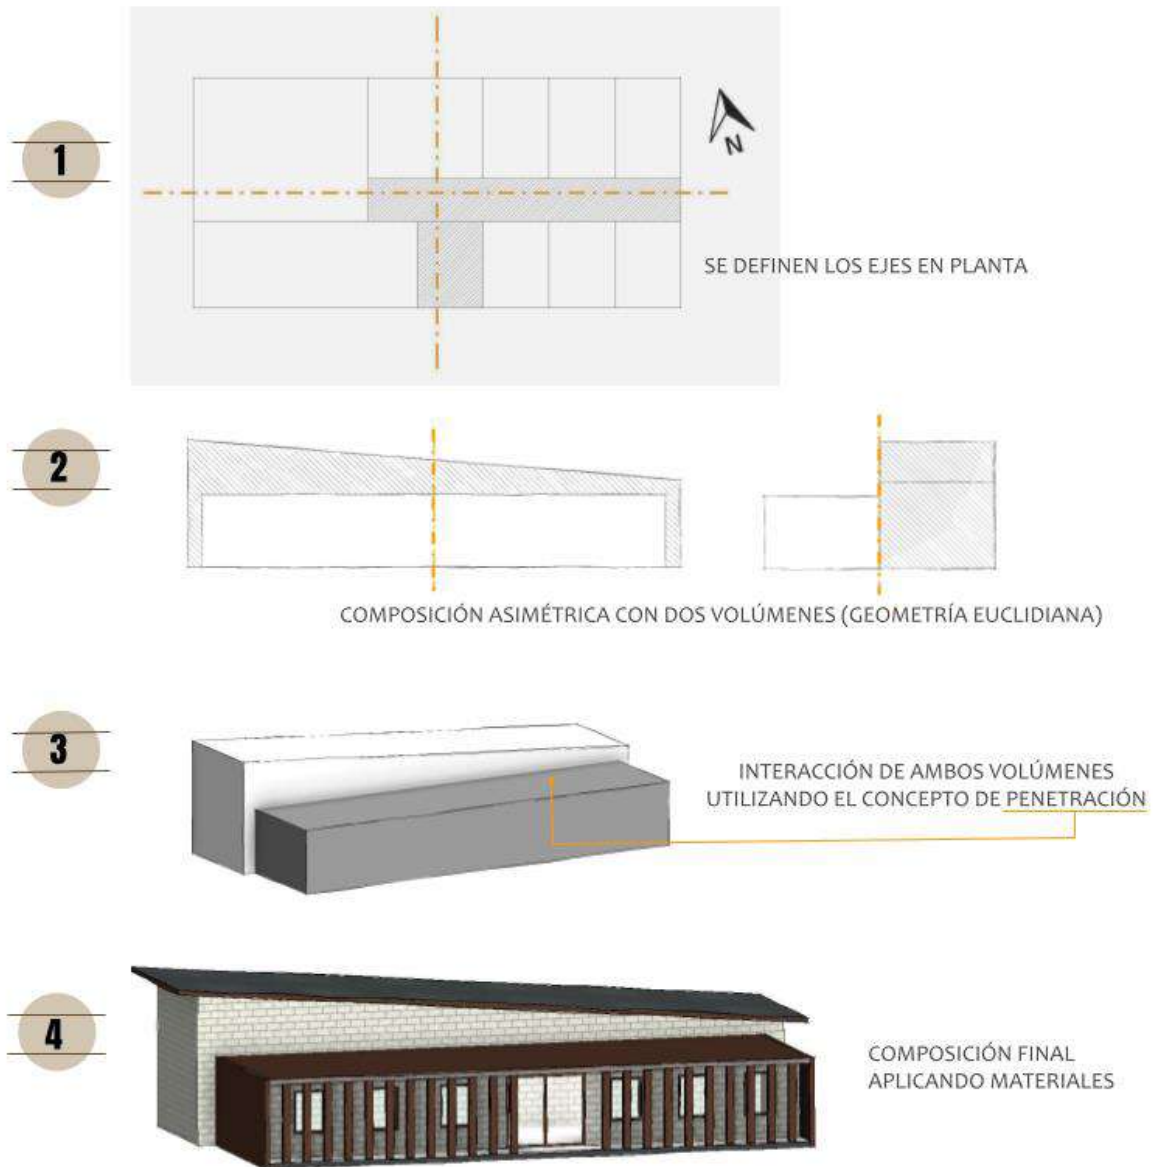 1
N
SE DEFINEN LOS EJES EN PLANTA
2
COMPOSICIÓN ASIMÉTRICA CON DOS VOLÚMENES (GEOMETRÍA EUCLIDIANA)
3
INTERACCIÓN DE AMBOS VOLÚMENES
UTILIZANDO EL CONCEPTO DE PENETRACIÓN
4
COMPOSICIÓN FINAL
APLICANDO MATERIALES